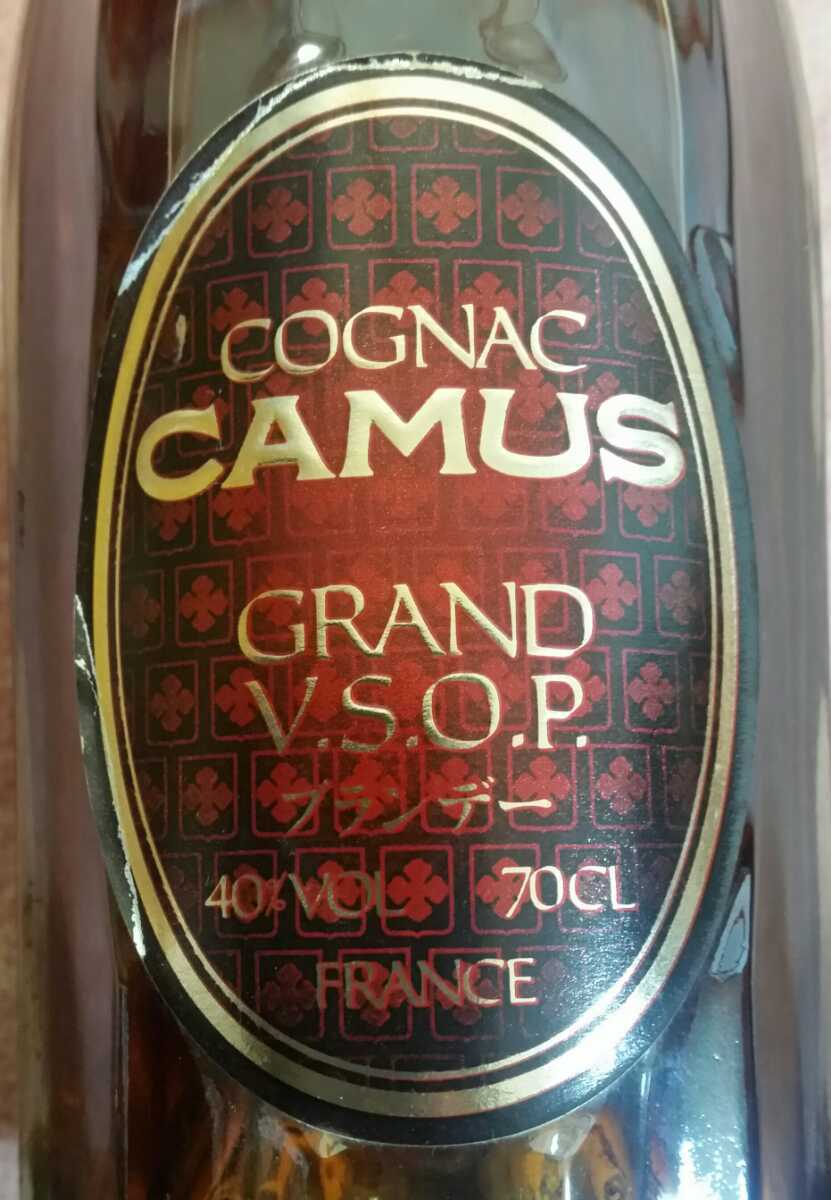 COGNAC
CAMUS
GRAND
V.S.O.P.
ブランデー
40%VOL 70CL
FRANCE